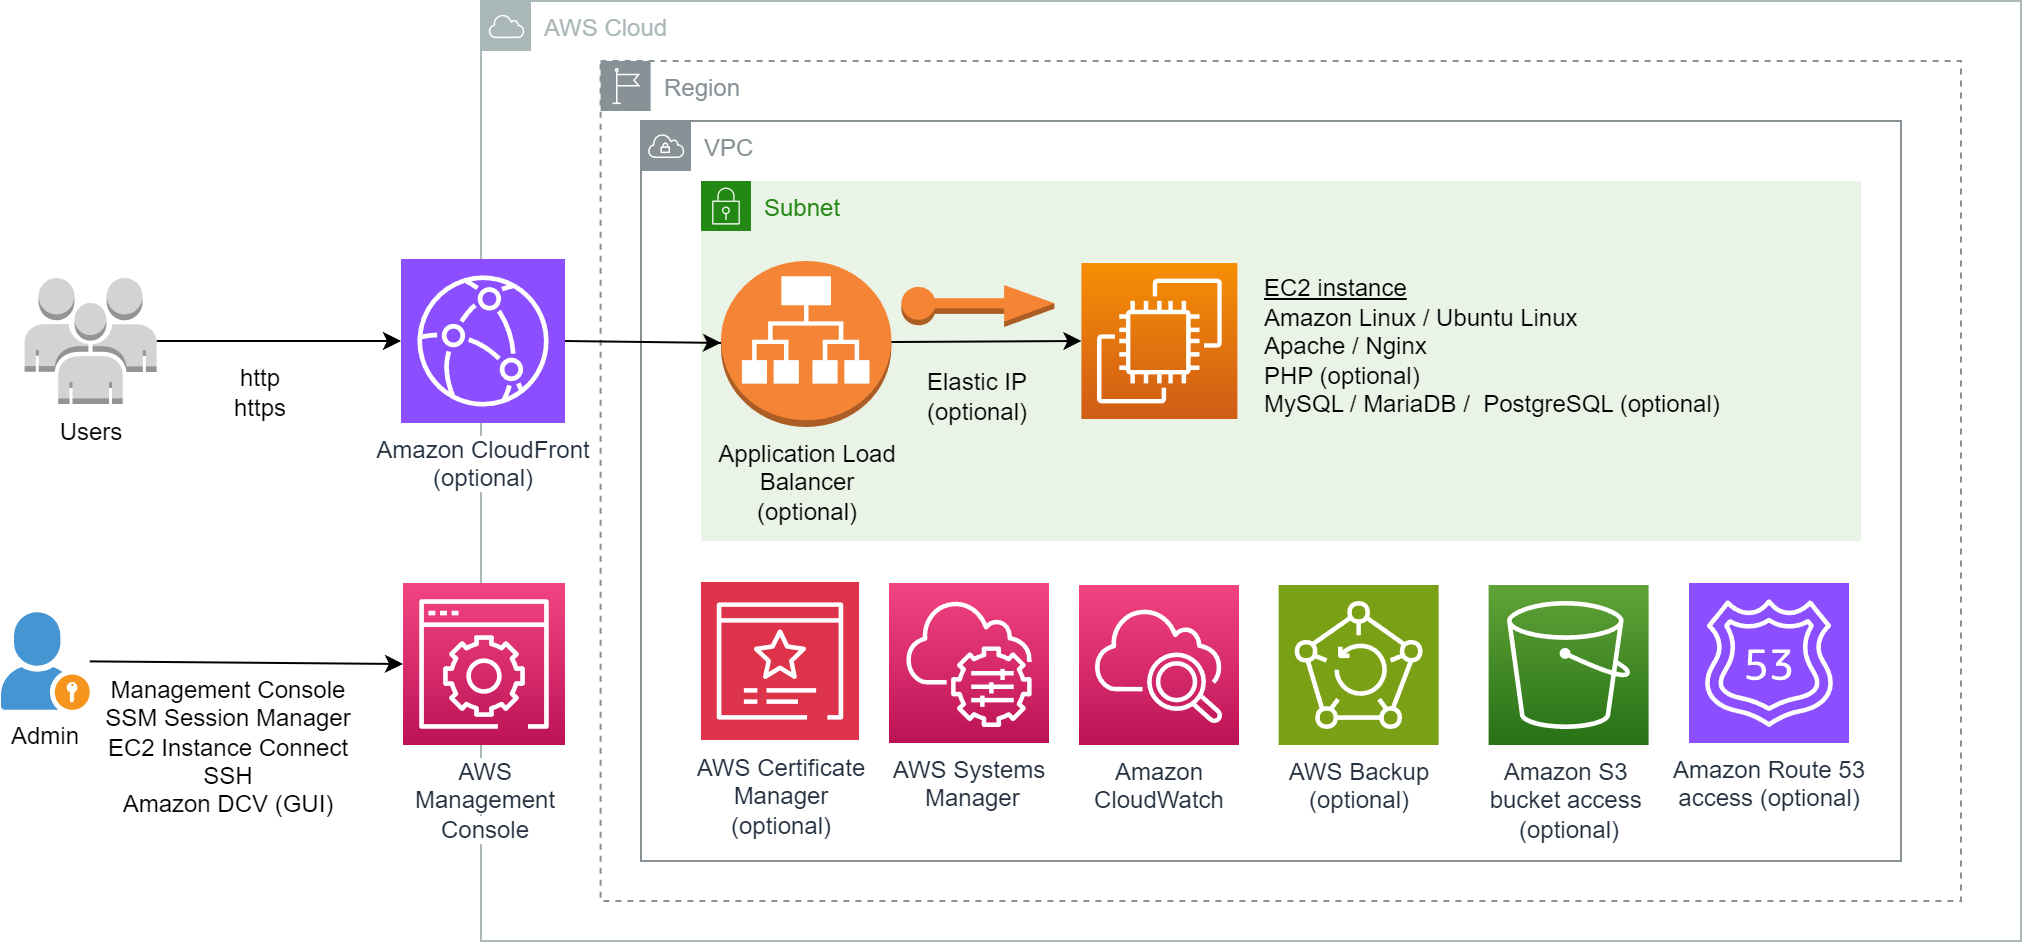 AWS Cloud
Region
VPC
Subnet
Users
http
https
Amazon CloudFront
(optional)
Application Load
Balancer
(optional)
Elastic IP
(optional)
EC2 instance
Amazon Linux / Ubuntu Linux
Apache / Nginx
PHP (optional)
MySQL / MariaDB /  PostgreSQL (optional)
Admin
Management Console
SSM Session Manager
EC2 Instance Connect
SSH
Amazon DCV (GUI)
AWS
Management
Console
AWS Certificate
Manager
(optional)
AWS Systems
Manager
Amazon
CloudWatch
AWS Backup
(optional)
Amazon S3
bucket access
(optional)
53
Amazon Route 53
access (optional)